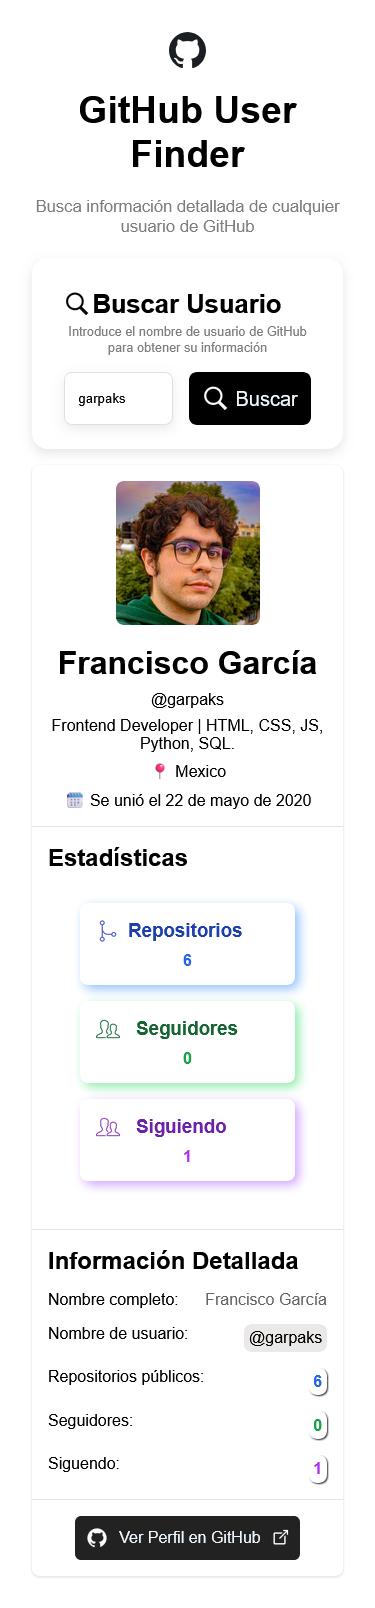 GitHub User
Finder
Busca información detallada de cualquier
usuario de GitHub
Buscar Usuario
Introduce el nombre de usuario de GitHub
para obtener su información
garpaks
Buscar
Francisco García
@garpaks
Frontend Developer | HTML, CSS, JS,
Python, SQL.
Mexico
Se unió el 22 de mayo de 2020
Estadísticas
Repositorios
6
Seguidores
0
Siguiendo
1
Información Detallada
Nombre completo: Francisco García
Nombre de usuario: @garpaks
Repositorios públicos: 6
Seguidores: 0
Siguendo: 1
Ver Perfil en GitHub